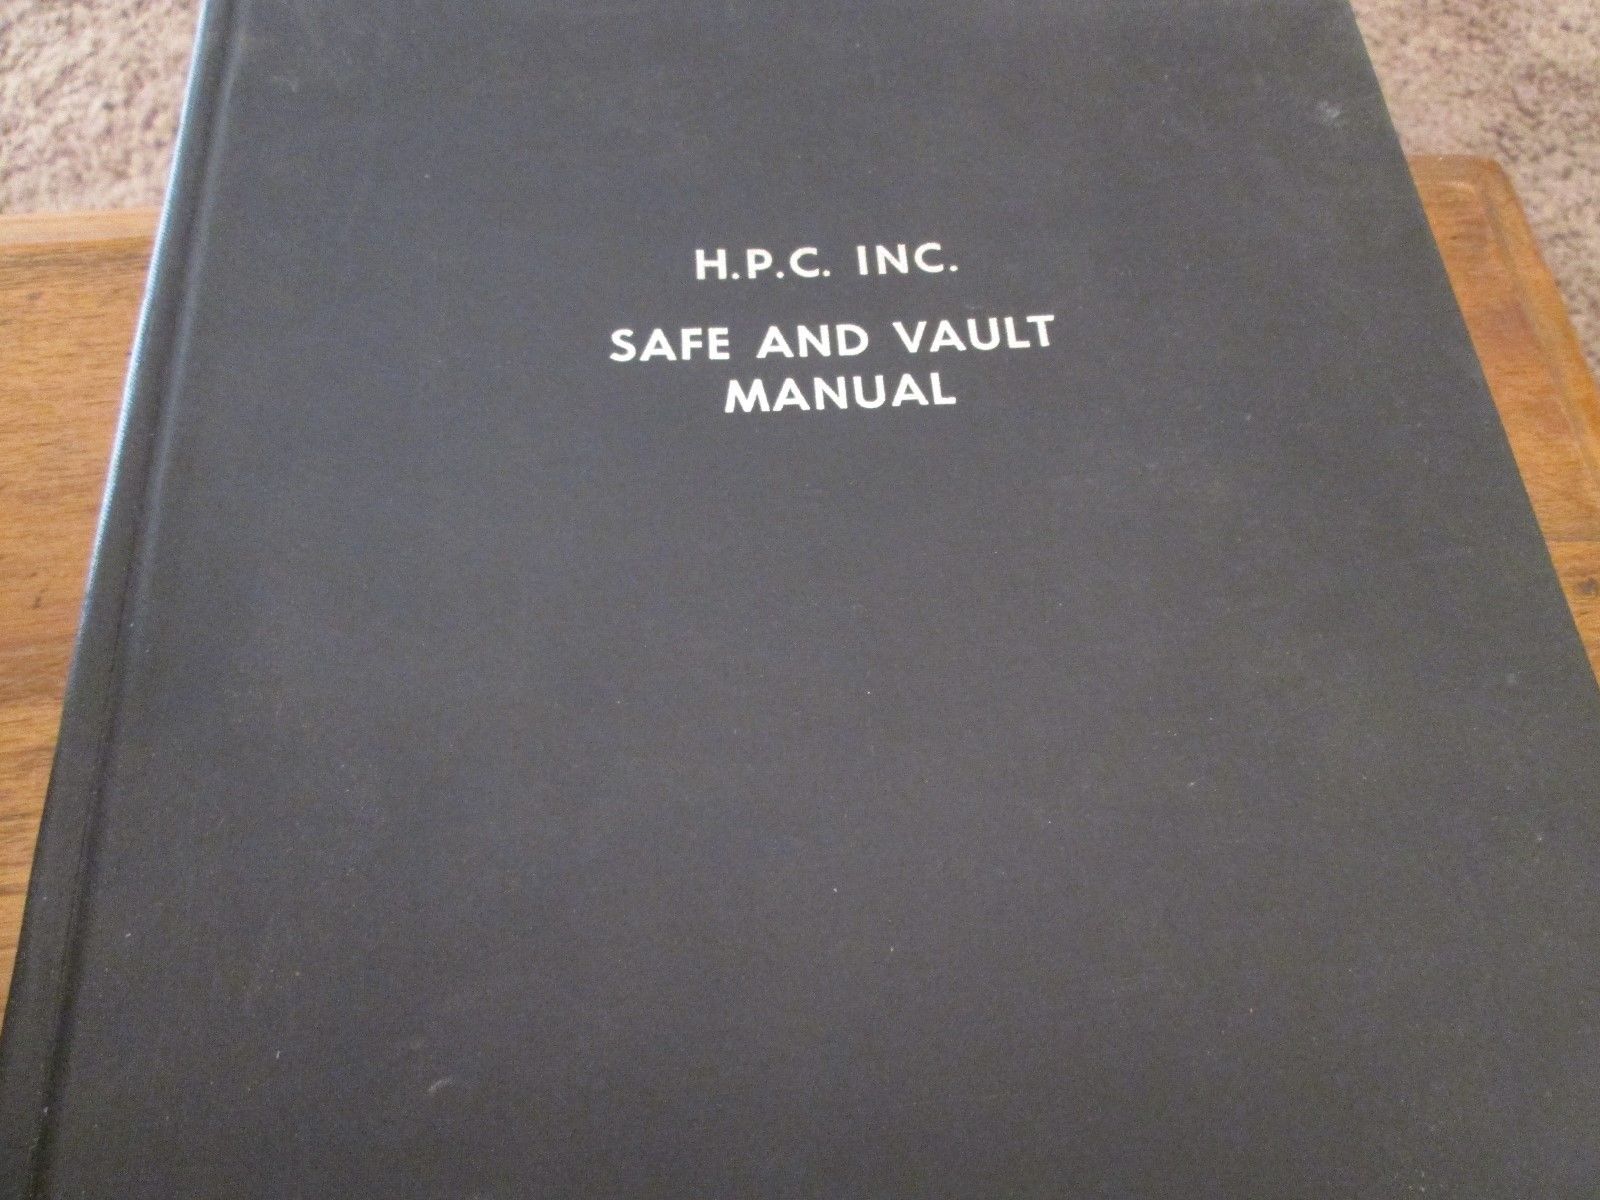 H.P.C. INC.
SAFE AND VAULT
MANUAL